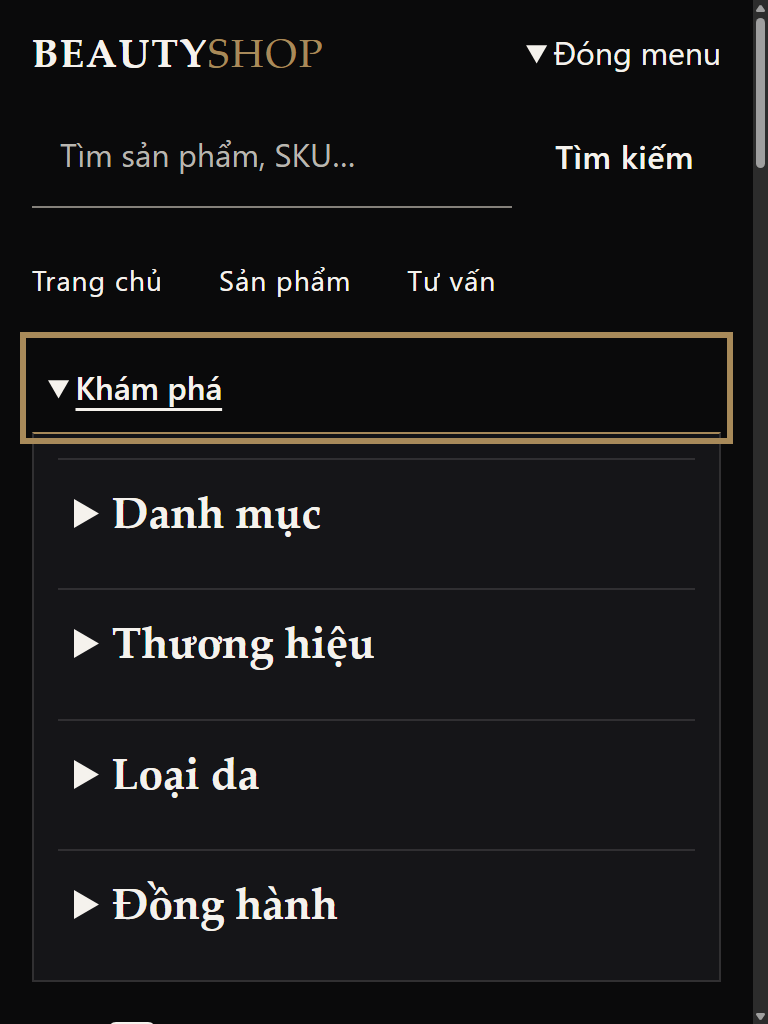 BEAUTYSHOP
Đóng menu
Tìm sản phẩm, SKU...
Tìm kiếm
Trang chủ
Sản phẩm
Tư vấn
Khám phá
Danh mục
Thương hiệu
Loại da
Đồng hành